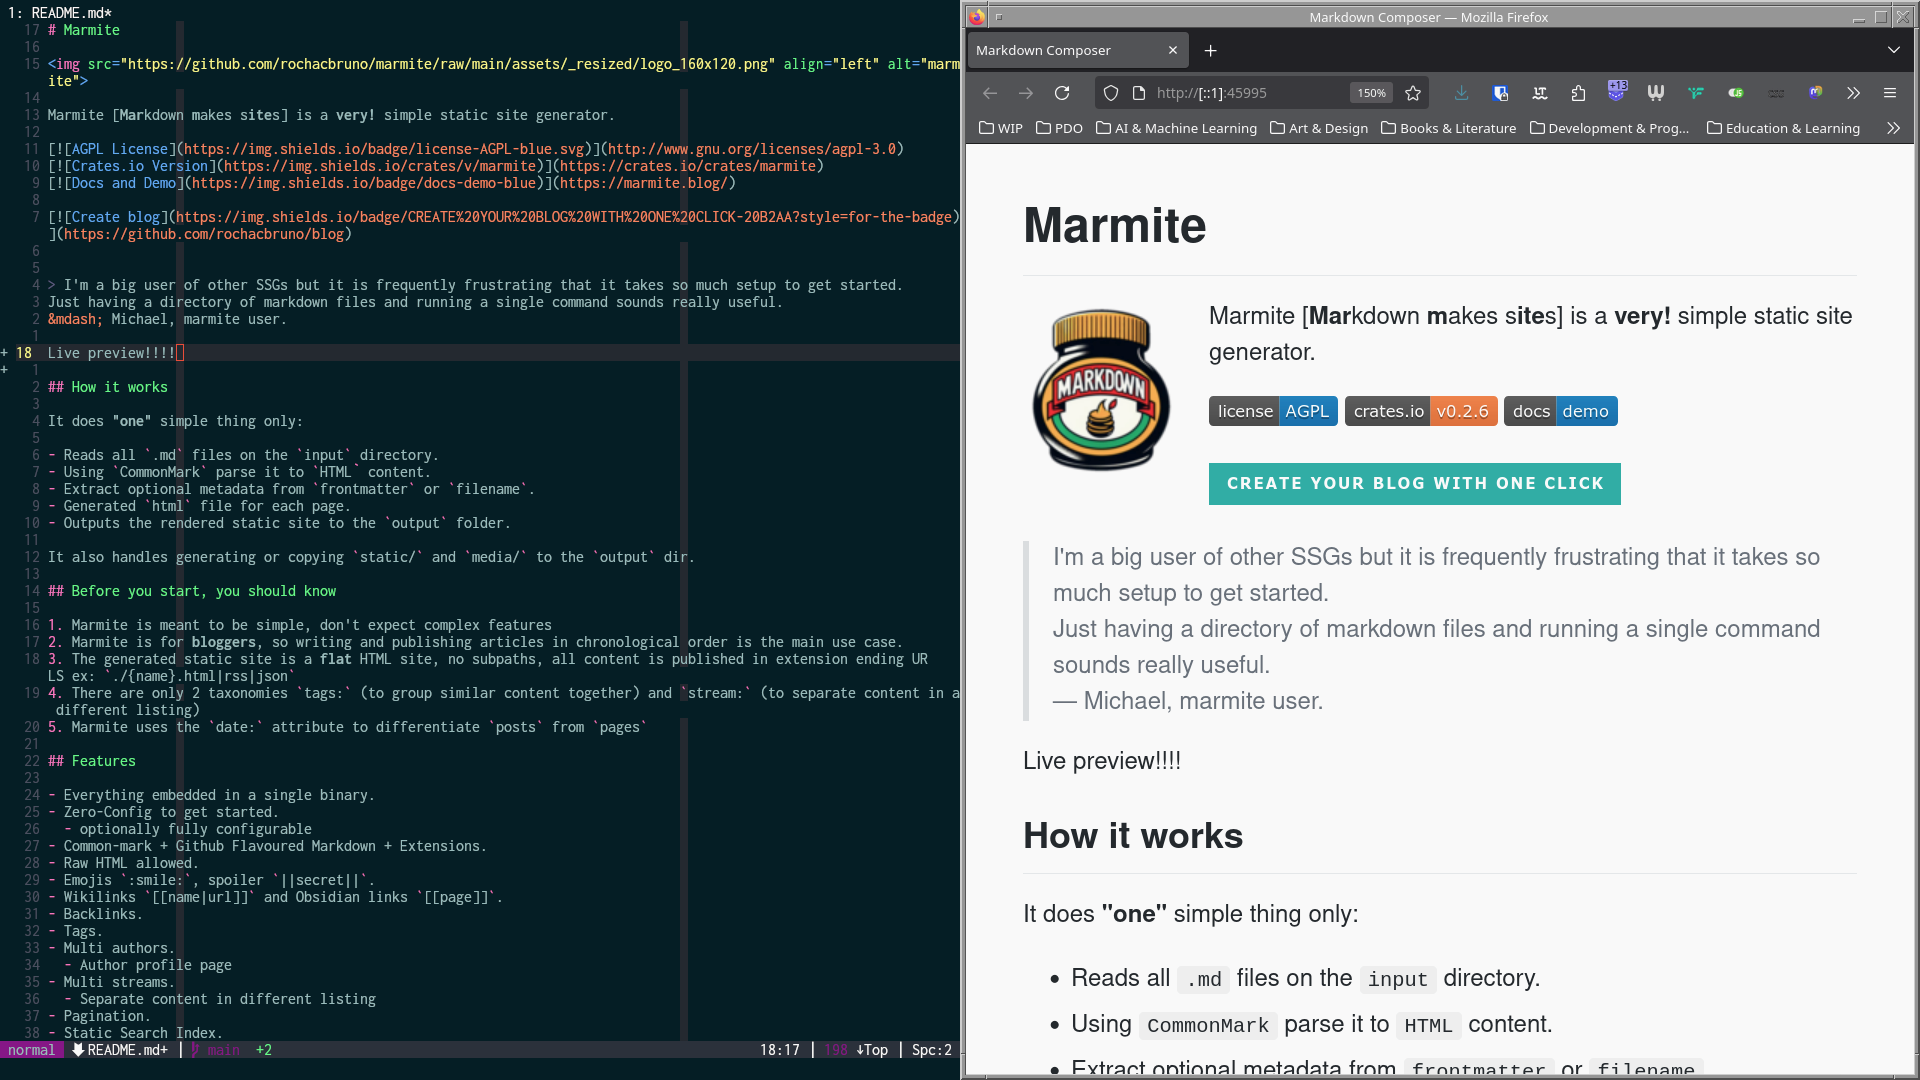 1: README.md*
17 # Marmite
16
15 <img src="https://github.com/rochacbruno/marmite/raw/main/assets/_resized/logo_160x120.png" align="left" alt="marm
ite">
14
13 Marmite [**Mar**kdown **m**akes s**ites**] is a **very!** simple static site generator.
12
11 [![AGPL License](https://img.shields.io/badge/license-AGPL-blue.svg)](http://www.gnu.org/licenses/agpl-3.0)
10 [![Crates.io Version](https://img.shields.io/crates/v/marmite)](https://crates.io/crates/marmite)
9 [![Docs and Demo](https://img.shields.io/badge/docs-demo-blue)](https://marmite.blog/)
8
7 [![Create blog](https://img.shields.io/badge/CREATE%20YOUR%20BLOG%20WITH%20ONE%20CLICK-20B2AA?style=for-the-badge)
](https://github.com/rochacbruno/blog)
6
5
4 > I'm a big user of other SSGs but it is frequently frustrating that it takes so much setup to get started.
3 Just having a directory of markdown files and running a single command sounds really useful.
2 &mdash; Michael, marmite user.
1
+ 18 Live preview!!!!
+ 1
2 ## How it works
3
4 It does "one" simple thing only:
5
6 - Reads all `.md` files on the `input` directory.
7 - Using `CommonMark` parse it to `HTML` content.
8 - Extract optional metadata from `frontmatter` or `filename`.
9 - Generated `html` file for each page.
10 - Outputs the rendered static site to the `output` folder.
11
12 It also handles generating or copying `static/` and `media/` to the `output` dir.
13
14 ## Before you start, you should know
15
16 1. Marmite is meant to be simple, don't expect complex features
17 2. Marmite is for bloggers, so writing and publishing articles in chronological order is the main use case.
18 3. The generated static site is a flat HTML site, no subpaths, all content is published in extension ending UR
LS ex: `./{name}.html|rss|json`
19 4. There are only 2 taxonomies `tags:` (to group similar content together) and `stream:` (to separate content in a
different listing)
20 5. Marmite uses the `date:` attribute to differentiate `posts` from `pages`
21
22 ## Features
23
24 - Everything embedded in a single binary.
25 - Zero-Config to get started.
26 - optionally fully configurable
27 - Common-mark + Github Flavoured Markdown + Extensions.
28 - Raw HTML allowed.
29 - Emojis `:smile:`, spoiler `||secret||`.
30 - Wikilinks `[[name|url]]` and Obsidian links `[[page]]`.
31 - Backlinks.
32 - Tags.
33 - Multi authors.
34 - Author profile page
35 - Multi streams.
36 - Separate content in different listing
37 - Pagination.
38 - Static Search Index.
normal README.md+ | main +2 18:17 | 198 ↓Top | Spc:2
Markdown Composer — Mozilla Firefox
Markdown Composer
http://[::1]:45995 150% +13
WIP PDO AI & Machine Learning Art & Design Books & Literature Development & Prog... Education & Learning
Marmite
MARKDOWN
Marmite [Markdown makes sites] is a very! simple static site
generator.
license AGPL crates.io v0.2.6 docs demo
CREATE YOUR BLOG WITH ONE CLICK
I'm a big user of other SSGs but it is frequently frustrating that it takes so
much setup to get started.
Just having a directory of markdown files and running a single command
sounds really useful.
— Michael, marmite user.
Live preview!!!!
How it works
It does "one" simple thing only:
• Reads all .md files on the input directory.
• Using CommonMark parse it to HTML content.
• Extract optional metadata from frontmatter or filename